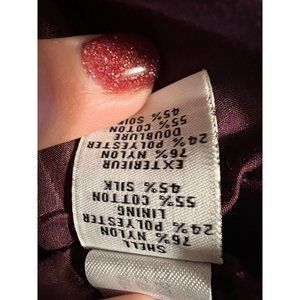 SHELL
76% NYLON
24% POLYESTER
LINING
55% COTTON
45% SILK
EXTERIEUR
76% NYLON
24% POLYESTER
DOUBLURE
55% COTON
45% SOIE